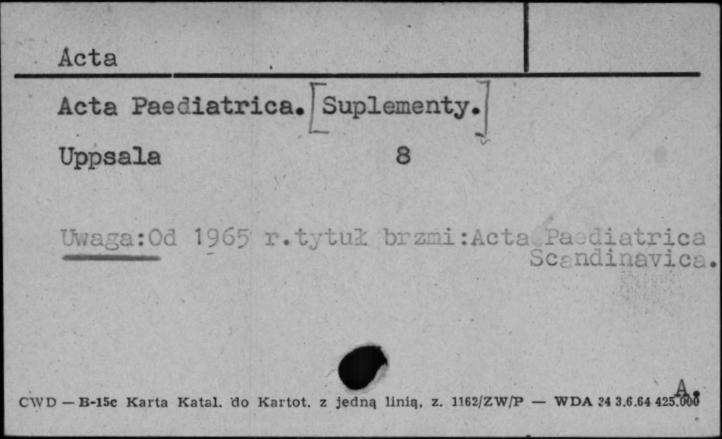 Acta
Acta Paediatrica. [Suplementy.]
Uppsala 8
Uwaga:Od 1965 r.tytuł brzmi:Acta Paediatrica
Scandinavica.
A.
CWD — B-15c Karta Katal. do Kartot. z jedną linią, z. 1162/ZW/P — WDA 24 3.6.64 425.000